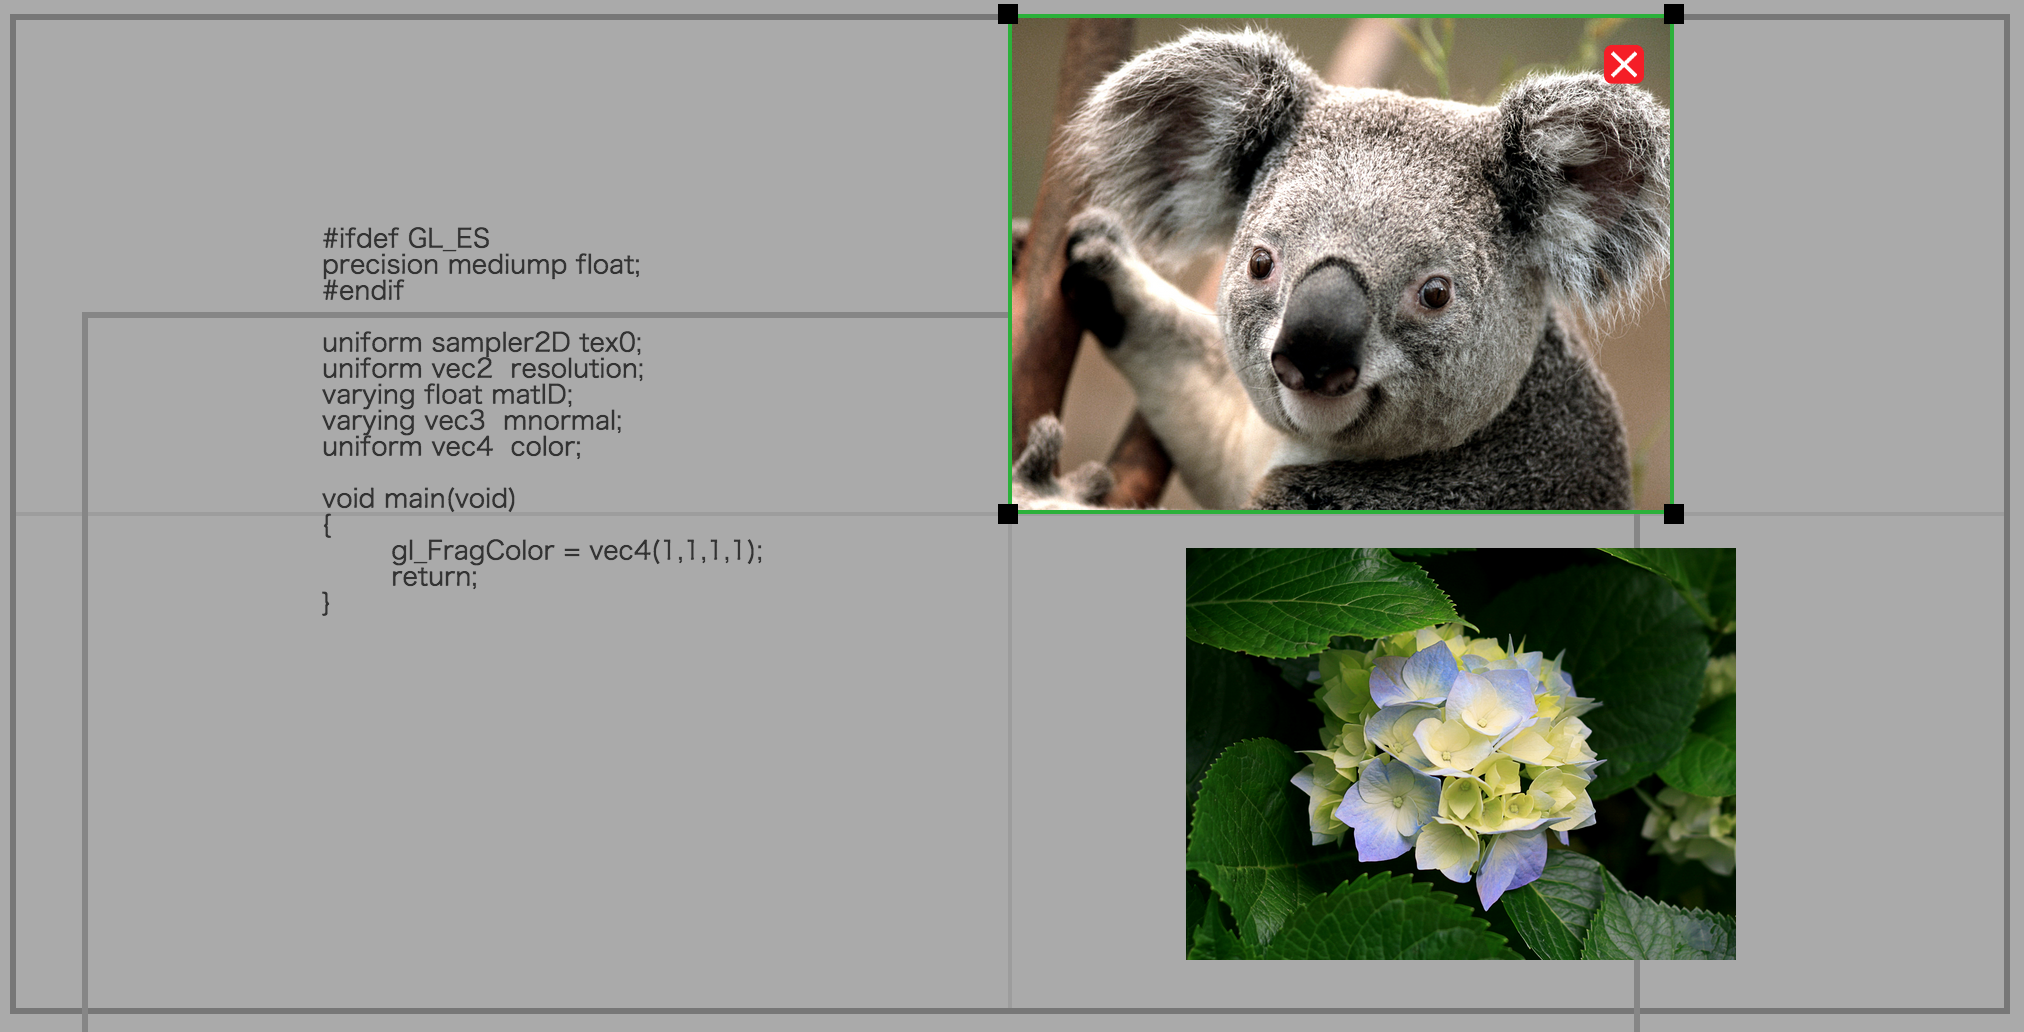 #ifdef GL_ES
precision mediump float;
#endif
uniform sampler2D tex0;
uniform vec2  resolution;
varying float matID;
varying vec3  mnormal;
uniform vec4  color;
void main(void)
{
gl_FragColor = vec4(1,1,1,1);
return;
}